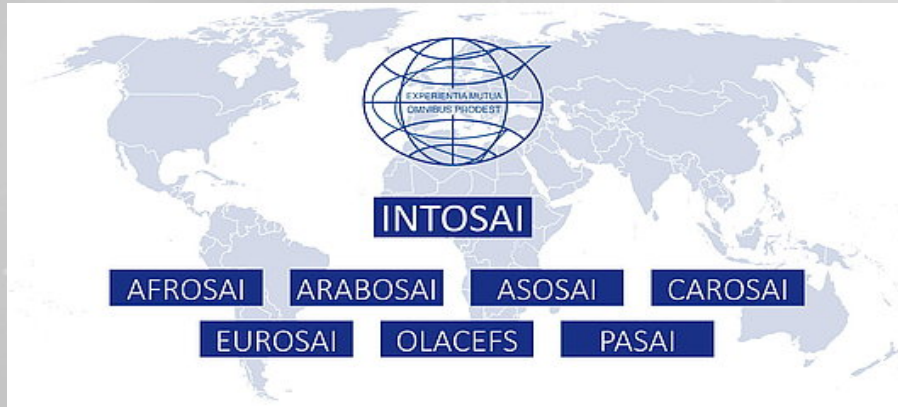 EXPERIENTIA MUTUA
OMNIBUS PRODEST
INTOSAI
AFROSAI ARABOSAI ASOSAI CAROSAI
EUROSAI OLACEFS PASAI